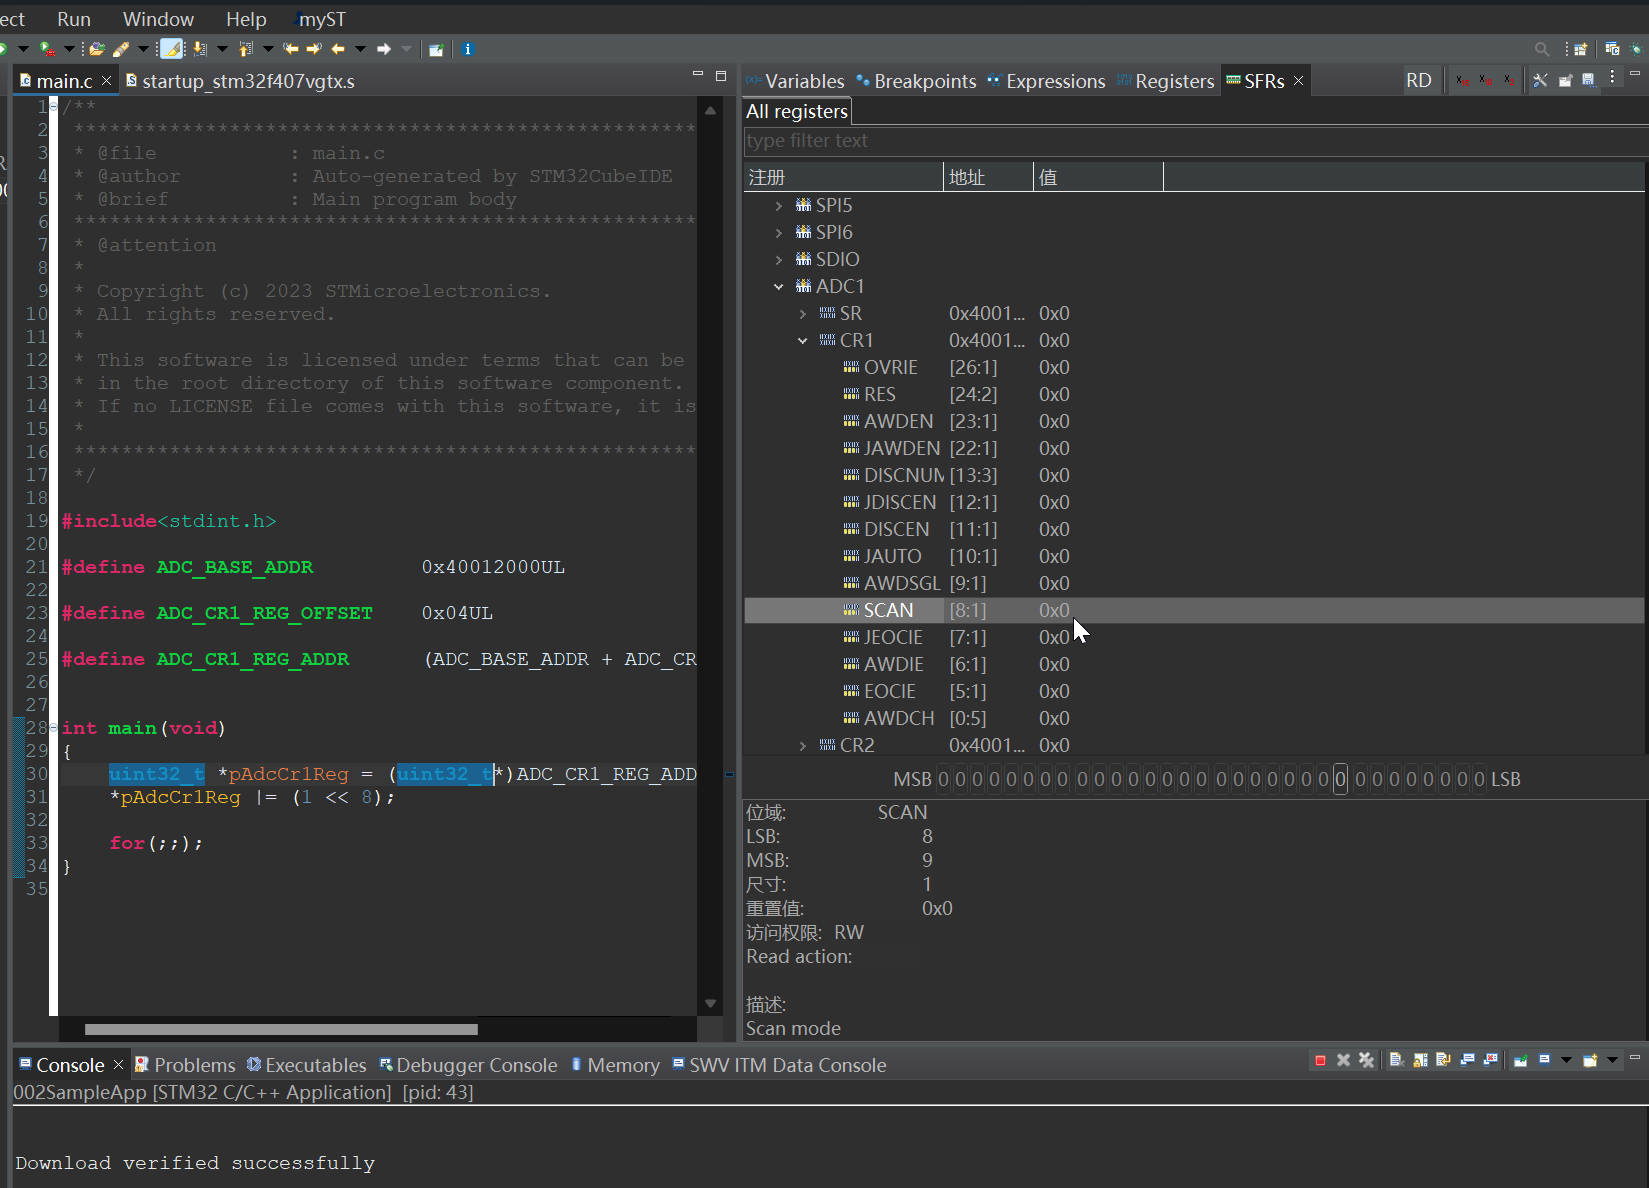 ect Run Window Help myST
main.c startup_stm32f407vgtx.s
1 /**
2 ****************************************************
3 * @file : main.c
4 * @author : Auto-generated by STM32CubeIDE
5 * @brief : Main program body
6 ****************************************************
7 * @attention
8 *
9 * Copyright (c) 2023 STMicroelectronics.
10 * All rights reserved.
11 *
12 * This software is licensed under terms that can be
13 * in the root directory of this software component.
14 * If no LICENSE file comes with this software, it is
15 *
16 ****************************************************
17 */
18
19 #include<stdint.h>
20
21 #define ADC_BASE_ADDR 0x40012000UL
22
23 #define ADC_CR1_REG_OFFSET 0x04UL
24
25 #define ADC_CR1_REG_ADDR (ADC_BASE_ADDR + ADC_CR
26
27
28 int main(void)
29 {
30 uint32_t *pAdcCr1Reg = (uint32_t*)ADC_CR1_REG_ADD
31 *pAdcCr1Reg |= (1 << 8);
32
33 for(;;);
34 }
35
Variables Breakpoints Expressions Registers SFRs RD
All registers
type filter text
注册 地址 值
SPI5
SPI6
SDIO
ADC1
SR 0x4001... 0x0
CR1 0x4001... 0x0
OVRIE [26:1] 0x0
RES [24:2] 0x0
AWDEN [23:1] 0x0
JAWDEN [22:1] 0x0
DISCNUM [13:3] 0x0
JDISCEN [12:1] 0x0
DISCEN [11:1] 0x0
JAUTO [10:1] 0x0
AWDSGL [9:1] 0x0
SCAN [8:1] 0x0
JEOCIE [7:1] 0x0
AWDIE [6:1] 0x0
EOCIE [5:1] 0x0
AWDCH [0:5] 0x0
CR2 0x4001... 0x0
MSB 0 0 0 0 0 0 0 0 0 0 0 0 0 0 0 0 0 0 0 0 0 0 0 0 0 0 0 0 0 0 0 0 LSB
位域: SCAN
LSB: 8
MSB: 9
尺寸: 1
重置值: 0x0
访问权限: RW
Read action:
描述:
Scan mode
Console Problems Executables Debugger Console Memory SWV ITM Data Console
002SampleApp [STM32 C/C++ Application] [pid: 43]
Download verified successfully